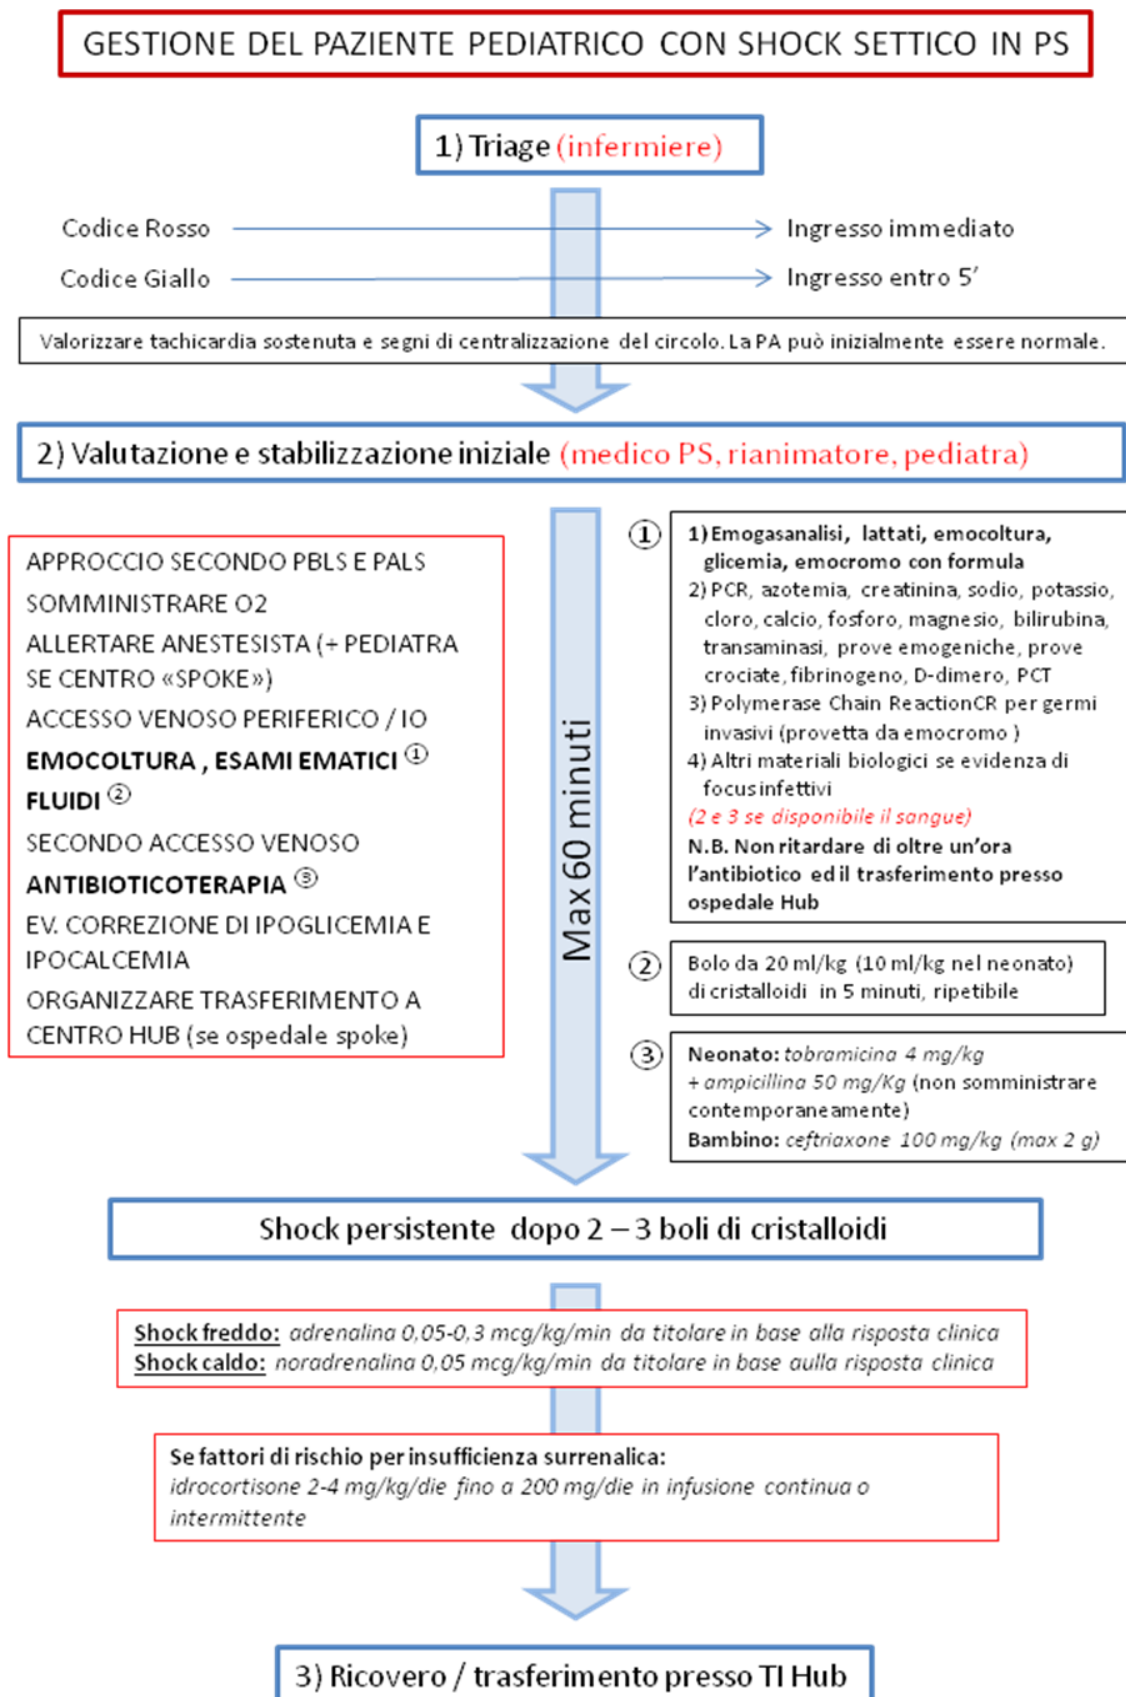 GESTIONE DEL PAZIENTE PEDIATRICO CON SHOCK SETTICO IN PS
1) Triage (infermiere)
Codice Rosso
Ingresso immediato
Codice Giallo
Ingresso entro 5'
Valorizzare tachicardia sostenuta e segni di centralizzazione del circolo. La PA può inizialmente essere normale.
2) Valutazione e stabilizzazione iniziale (medico PS, rianimatore, pediatra)
APPROCCIO SECONDO PBLS E PALS
SOMMINISTRARE O2
ALLERTARE ANESTESISTA (+ PEDIATRA
SE CENTRO «SPOKE»)
ACCESSO VENOSO PERIFERICO / IO
EMOCOLTURA , ESAMI EMATICI ①
FLUIDI ②
SECONDO ACCESSO VENOSO
ANTIBIOTICOTERAPIA ③
EV. CORREZIONE DI IPOGLICEMIA E
IPOCALCEMIA
ORGANIZZARE TRASFERIMENTO A
CENTRO HUB (se ospedale spoke)
Max 60 minuti
①
1) Emogasanalisi, lattati, emocoltura,
glicemia, emocromo con formula
2) PCR, azotemia, creatinina, sodio, potassio,
cloro, calcio, fosforo, magnesio, bilirubina,
transaminasi, prove emogeniche, prove
crociate, fibrinogeno, D-dimero, PCT
3) Polymerase Chain ReactionCR per germi
invasivi (provetta da emocromo )
4) Altri materiali biologici se evidenza di
focus infettivi
(2 e 3 se disponibile il sangue)
N.B. Non ritardare di oltre un'ora
l'antibiotico ed il trasferimento presso
ospedale Hub
②
Bolo da 20 ml/kg (10 ml/kg nel neonato)
di cristalloidi in 5 minuti, ripetibile
③
Neonato: tobramicina 4 mg/kg
+ ampicillina 50 mg/Kg (non somministrare
contemporaneamente)
Bambino: ceftriaxone 100 mg/kg (max 2 g)
Shock persistente dopo 2 – 3 boli di cristalloidi
Shock freddo: adrenalina 0,05-0,3 mcg/kg/min da titolare in base alla risposta clinica
Shock caldo: noradrenalina 0,05 mcg/kg/min da titolare in base aulla risposta clinica
Se fattori di rischio per insufficienza surrenalica:
idrocortisone 2-4 mg/kg/die fino a 200 mg/die in infusione continua o
intermittente
3) Ricovero / trasferimento presso TI Hub